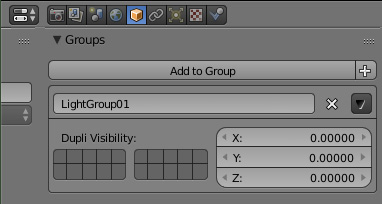 Groups
Add to Group
LightGroup01
Dupli Visibility:
X: 0.00000
Y: 0.00000
Z: 0.00000